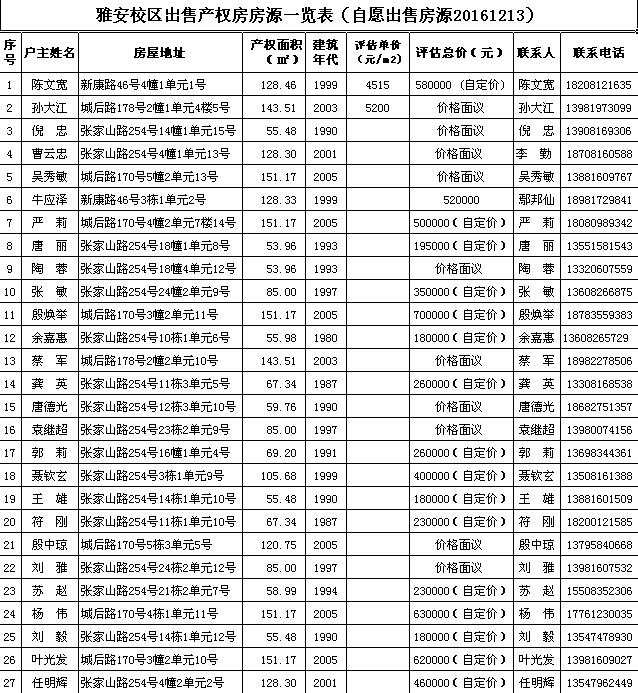 雅安校区出售产权房房源一览表（自愿出售房源20161213）
序号 户主姓名 房屋地址 产权面积（㎡） 建筑年代 评估单价（元/m2） 评估总价（元） 联系人 联系电话
1 陈文宽 新康路46号4幢1单元1号 128.46 1999 4515 580000（自定价） 陈文宽 18208121635
2 孙大江 城后路178号2幢1单元4楼5号 143.51 2003 5200 价格面议 孙大江 13981973099
3 倪 忠 张家山路254号14幢1单元15号 55.48 1990 价格面议 倪 忠 13908169306
4 曹云忠 张家山路254号4幢1单元13号 128.30 2001 价格面议 李 勤 18708160588
5 吴秀敏 城后路170号5幢2单元13号 151.17 2005 价格面议 吴秀敏 13881609767
6 牛应泽 新康路46号3栋1单元2号 128.33 1999 520000 鄢邦仙 18981729841
7 严 莉 城后路170号4幢2单元7楼14号 151.17 2005 500000（自定价） 严 莉 18080989342
8 唐 丽 张家山路254号18幢1单元8号 53.96 1993 195000（自定价） 唐 丽 13551581543
9 陶 蓉 张家山路254号18幢4单元12号 53.96 1993 价格面议 陶 蓉 13320607559
10 张 敏 张家山路254号24幢2单元9号 85.00 1997 350000（自定价） 张 敏 13608266875
11 殷焕举 城后路170号3幢2单元11号 151.17 2005 700000（自定价） 殷焕举 18783559383
12 余嘉惠 张家山路254号10栋1单元6号 55.98 1980 180000（自定价） 余嘉惠 13608265729
13 蔡 军 城后路178号2幢2单元10号 143.51 2003 价格面议 蔡 军 18982278506
14 龚 英 张家山路254号11栋3单元5号 67.34 1987 260000（自定价） 龚 英 13308168538
15 唐德光 张家山路254号12栋3单元10号 59.76 1990 价格面议 唐德光 18682751357
16 袁继超 张家山路254号23栋2单元9号 85.00 1997 价格面议 袁继超 13980074156
17 郭 莉 张家山路254号16幢1单元4号 69.20 1991 260000（自定价） 郭 莉 13698344361
18 聂钦玄 张家山路254号3栋1单元9号 105.68 1999 400000（自定价） 聂钦玄 13508161388
19 王 雄 张家山路254号14栋1单元10号 55.48 1990 180000（自定价） 王 雄 13881601509
20 符 刚 张家山路254号11栋1单元10号 67.34 1987 230000（自定价） 符 刚 18200121585
21 殷中琼 城后路170号5栋3单元5号 120.75 2005 价格面议 殷中琼 13795840668
22 刘 雅 张家山路254号24栋2单元12号 85.00 1997 价格面议 刘 雅 13981607532
23 苏 赵 张家山路254号21栋2单元7号 58.99 1994 230000（自定价） 苏 赵 15508352306
24 杨 伟 城后路170号4栋1单元11号 151.17 2005 630000（自定价） 杨 伟 17761230035
25 刘 毅 张家山路254号14栋1单元12号 55.48 1990 180000（自定价） 刘 毅 13547478930
26 叶光发 城后路170号3幢2单元10号 151.17 2005 620000（自定价） 叶光发 13981609027
27 任明辉 张家山路254号4幢2单元2号 128.30 2001 460000（自定价） 任明辉 13547962449